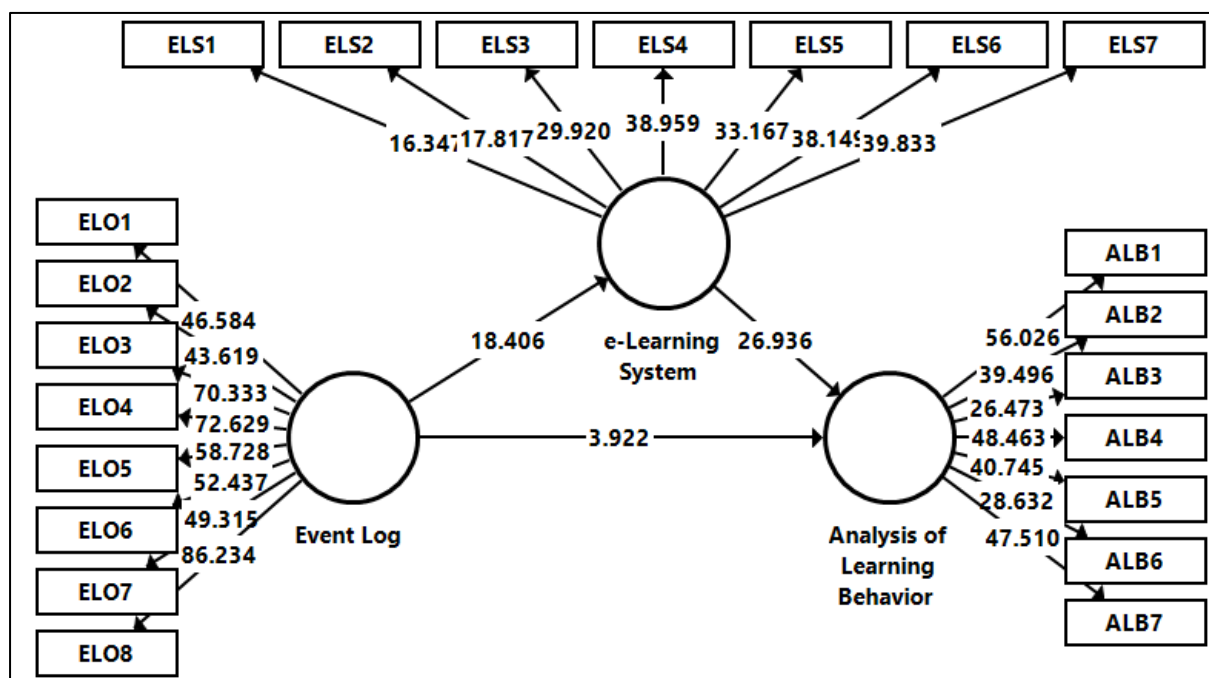 ELS1
ELS2
ELS3
ELS4
ELS5
ELS6
ELS7
16.347
17.817
29.920
38.959
33.167
38.149
39.833
ELO1
ELO2
ELO3
ELO4
ELO5
ELO6
ELO7
ELO8
46.584
43.619
70.333
72.629
58.728
52.437
49.315
86.234
Event Log
18.406
e-Learning
System
26.936
3.922
Analysis of
Learning
Behavior
56.026
39.496
26.473
48.463
40.745
28.632
47.510
ALB1
ALB2
ALB3
ALB4
ALB5
ALB6
ALB7